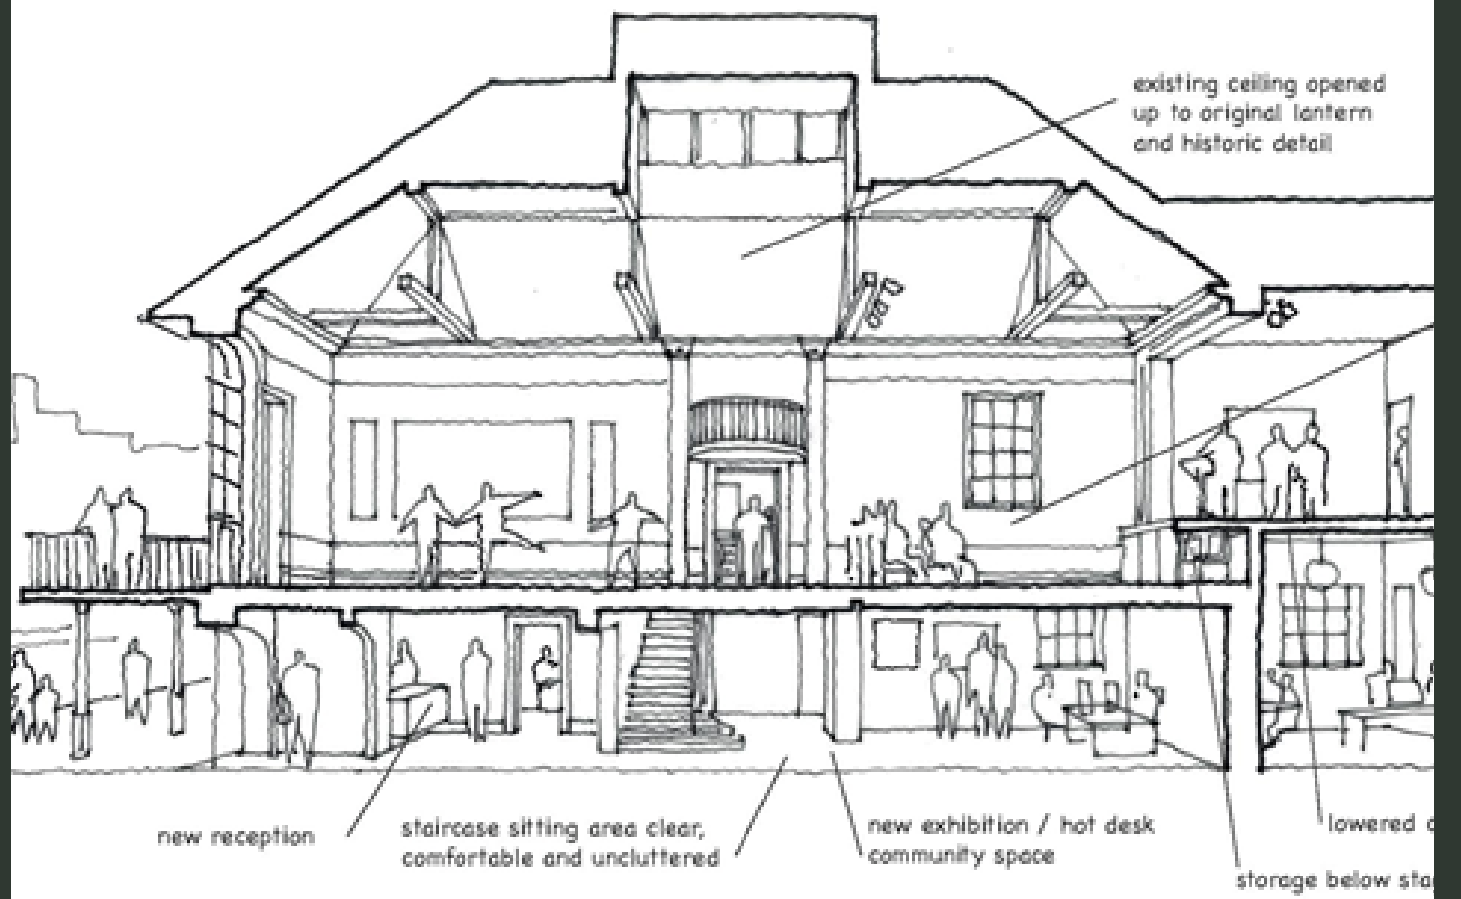 existing ceiling opened
up to original lantern
and historic detail
new reception
staircase sitting area clear,
comfortable and uncluttered
new exhibition / hot desk
community space
lowered
storage below